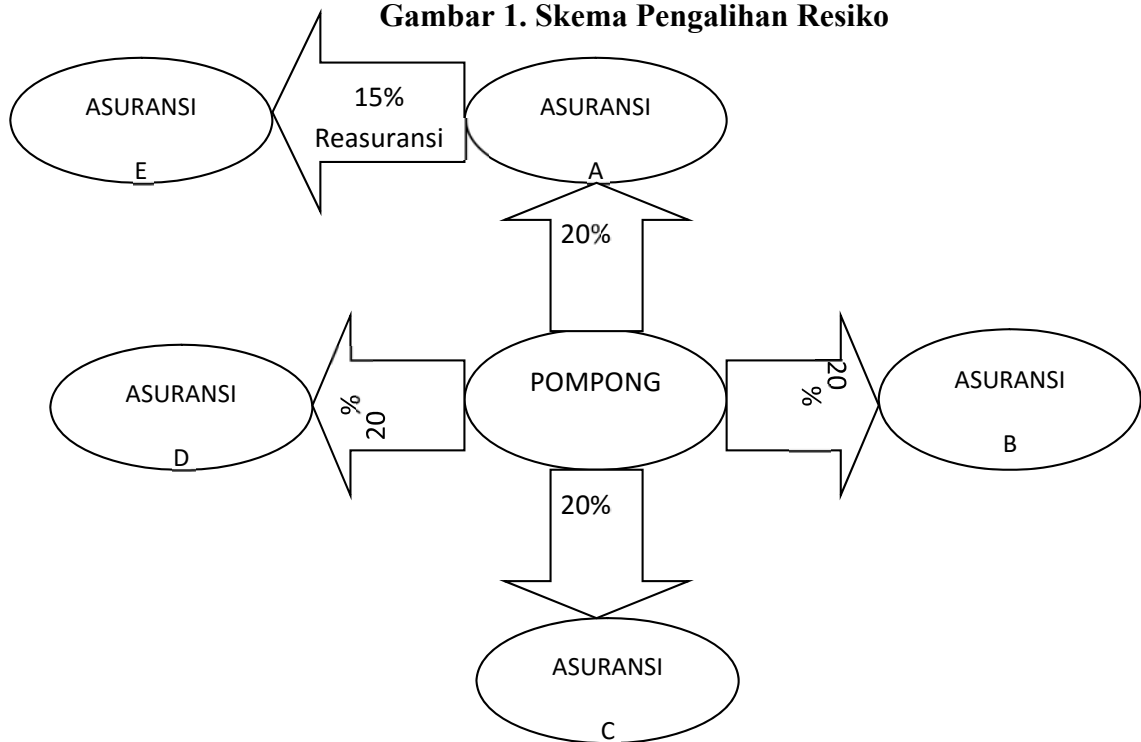 Gambar 1. Skema Pengalihan Resiko
ASURANSI
E
15%
Reasuransi
ASURANSI
A
20%
ASURANSI
D
20
%
POMPONG
20
%
ASURANSI
B
20%
ASURANSI
C